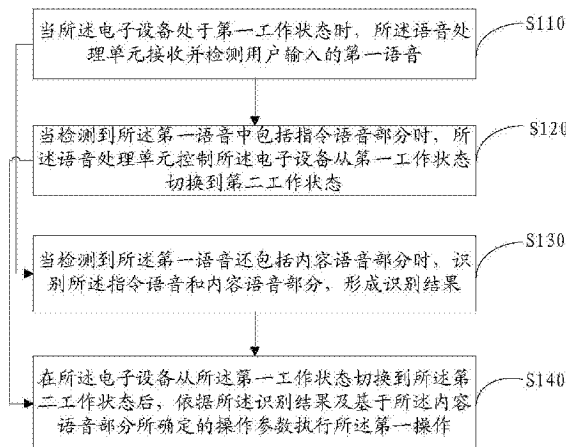 当所述电子设备处于第一工作状态时，所述语音处
理单元接收并检测用户输入的第一语音
S110
当检测到所述第一语音中包括指令语音部分时，所
述语音处理单元控制所述电子设备从第一工作状态
切换到第二工作状态
S120
当检测到所述第一语音还包括内容语音部分时，识
别所述指令语音和内容语音部分，形成识别结果
S130
在所述电子设备从所述第一工作状态切换到所述第
二工作状态后，依据所述识别结果及基于所述内容
语音部分所确定的操作参数执行所述第一操作
S140